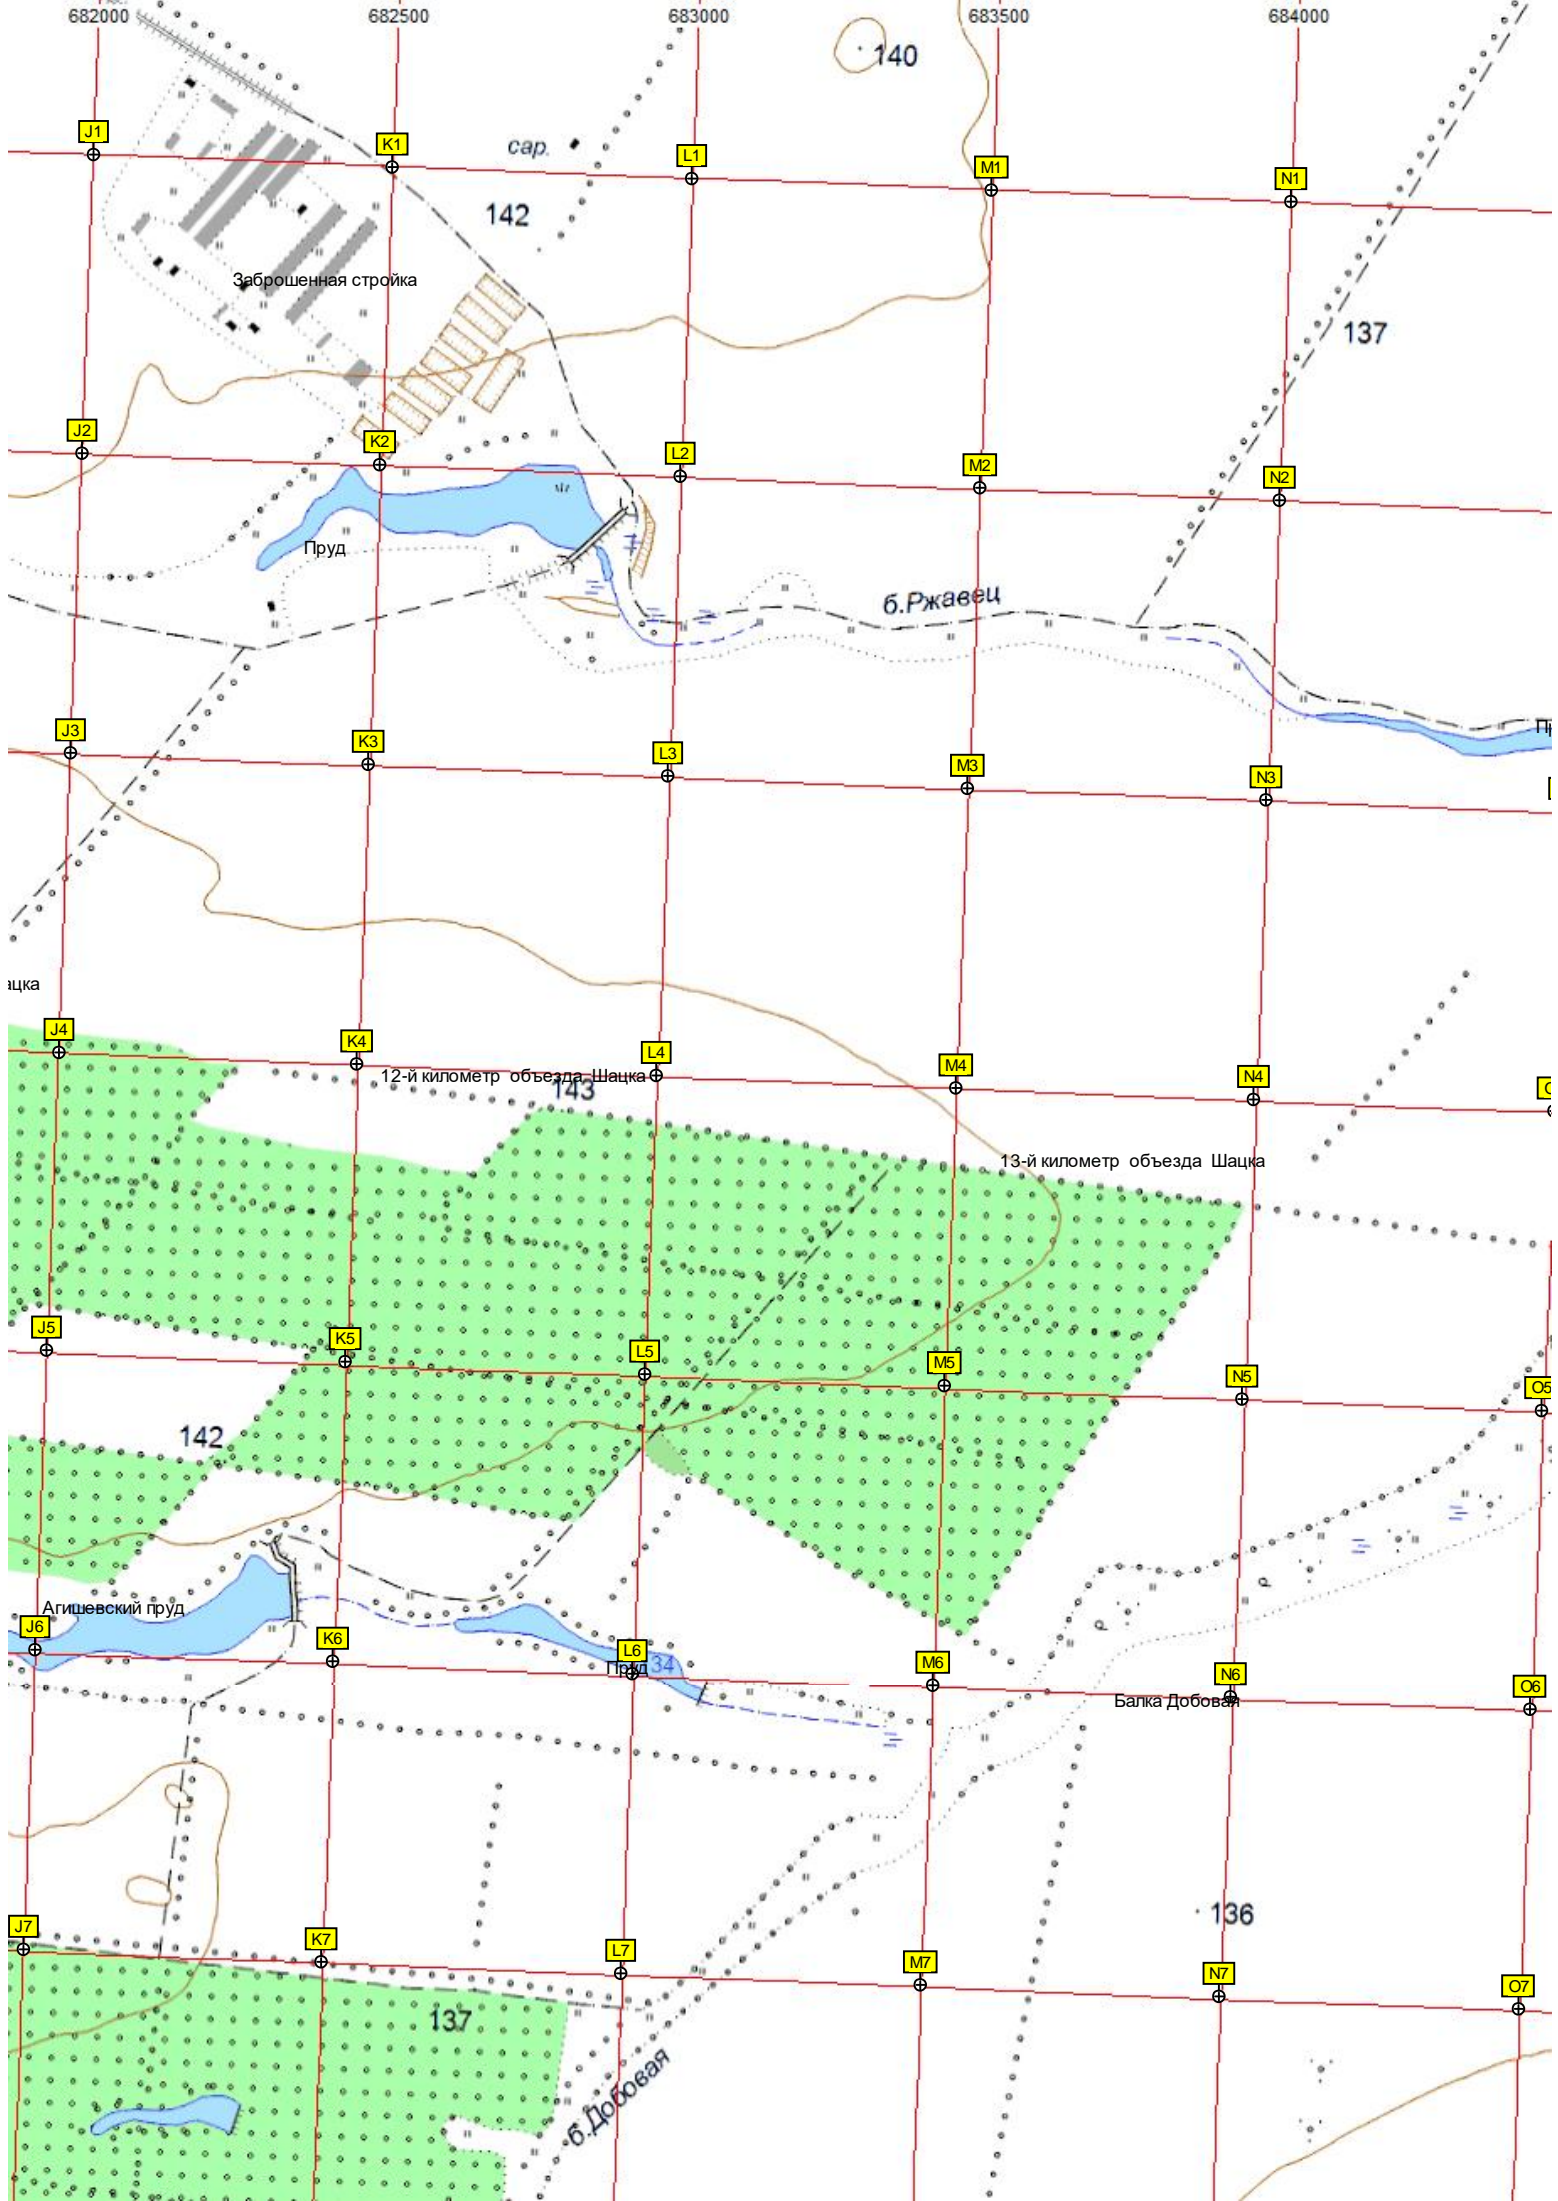 682000 682500 683000 683500 684000
140
J1 K1 сар. L1 M1 N1
142
Заброшенная стройка
137
J2 K2 L2 M2 N2
Пруд
б.Ржавец
J3 K3 L3 M3 N3
ацка
J4 K4 L4 M4 N4
12-й километр объезда Шацка
143
13-й километр объезда Шацка
J5 K5 L5 M5 N5 O5
142
Агишевский пруд
J6 K6 L6 M6 N6 O6
Пруд 34
Балка Добовая
136
J7 K7 L7 M7 N7 O7
137
б.Добовая